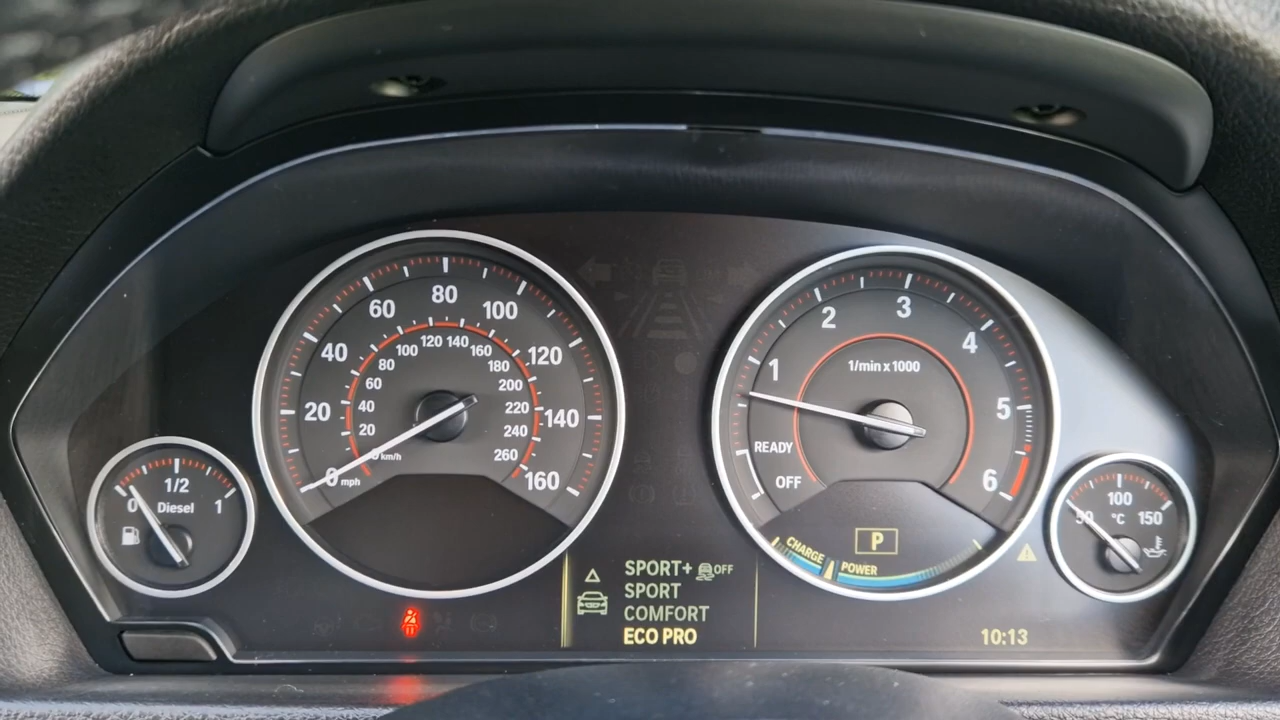 80
60 100
40 120
20 140
0 160
mph
120 140
100 160
80 180
60 200
40 220
20 240
0 260
km/h
3
2 4
1 5
6
1/min x 1000
READY
OFF
1/2
0 1
Diesel
100
50 150
°C
P
CHARGE
POWER
SPORT+ OFF
SPORT
COMFORT
ECO PRO
10:13